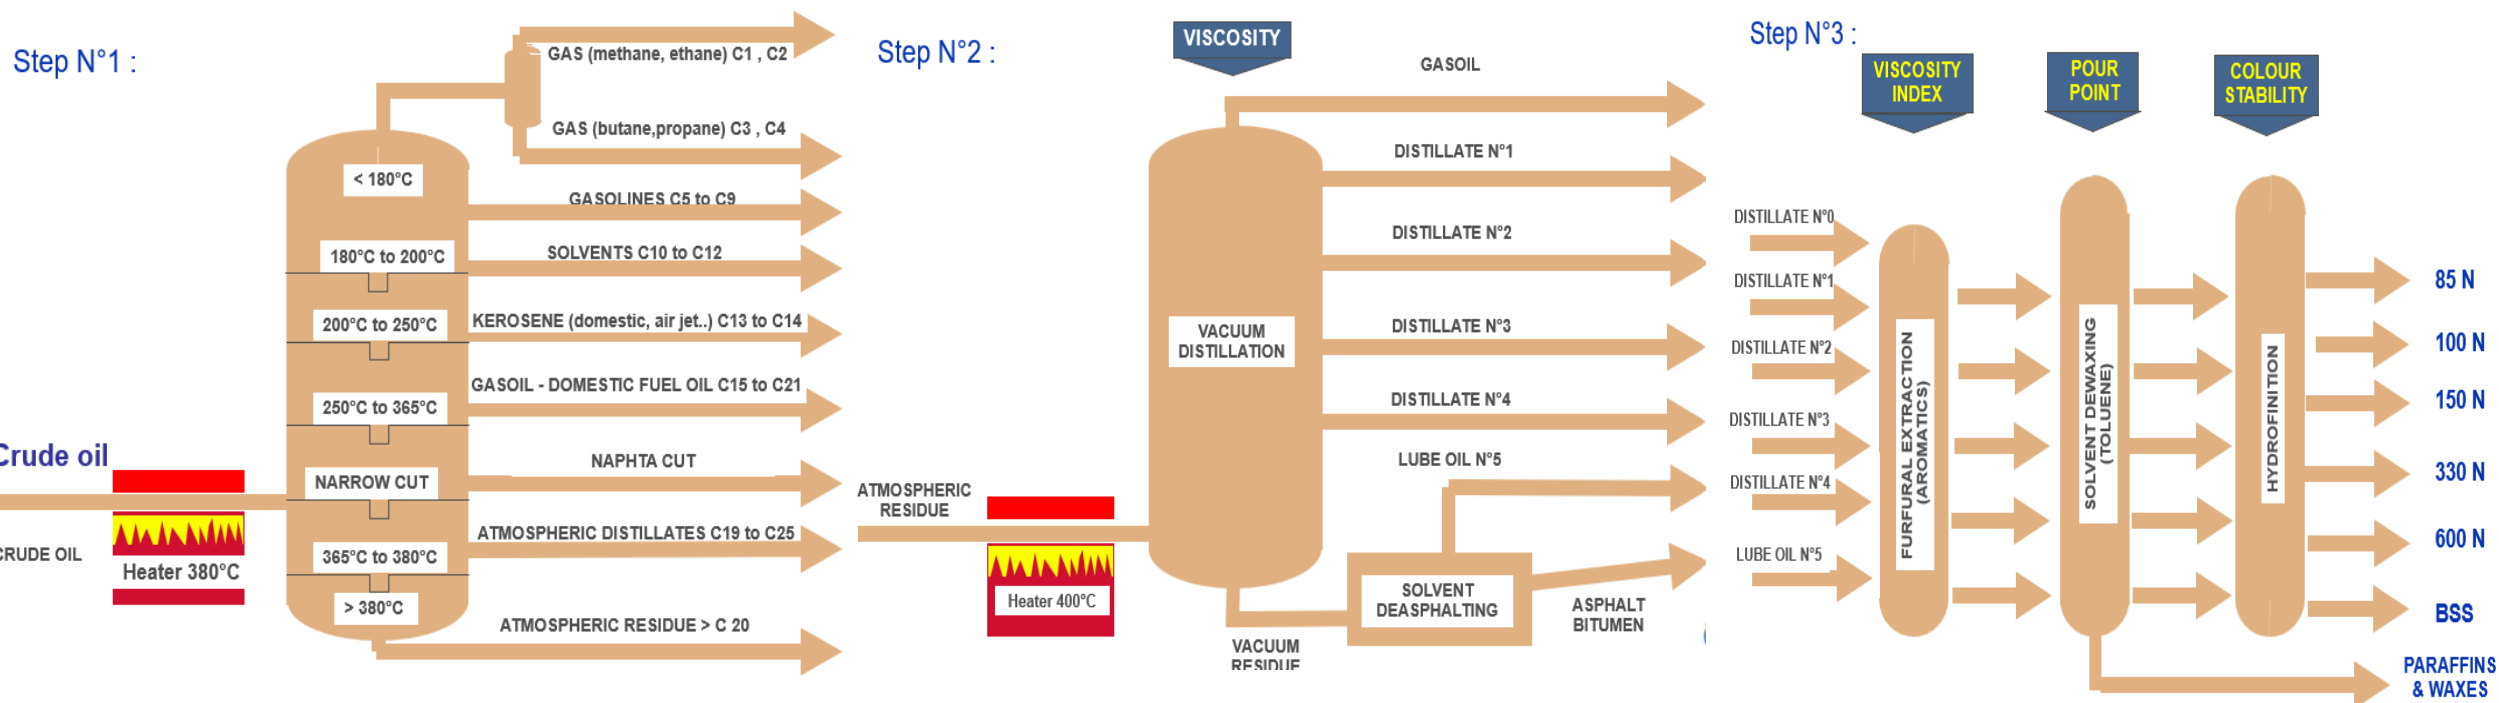 Step N°1 :
GAS (methane, ethane) C1 , C2
GAS (butane,propane) C3 , C4
< 180°C
GASOLINES C5 to C9
180°C to 200°C
SOLVENTS C10 to C12
200°C to 250°C
KEROSENE (domestic, air jet..) C13 to C14
GASOIL - DOMESTIC FUEL OIL C15 to C21
250°C to 365°C
Crude oil
NAPHTA CUT
NARROW CUT
ATMOSPHERIC DISTILLATES C19 to C25
CRUDE OIL
365°C to 380°C
Heater 380°C
> 380°C
ATMOSPHERIC RESIDUE > C 20
Step N°2 :
VISCOSITY
GASOIL
DISTILLATE N°1
DISTILLATE N°2
VACUUM
DISTILLATION
DISTILLATE N°3
DISTILLATE N°4
LUBE OIL N°5
ATMOSPHERIC
RESIDUE
Heater 400°C
SOLVENT
DEASPHALTING
ASPHALT
BITUMEN
VACUUM
RESIDUE
Step N°3 :
VISCOSITY
INDEX
POUR
POINT
COLOUR
STABILITY
DISTILLATE N°0
DISTILLATE N°1
DISTILLATE N°2
DISTILLATE N°3
DISTILLATE N°4
LUBE OIL N°5
FURFURAL EXTRACTION
(AROMATICS)
SOLVENT DEWAXING
(TOLUENE)
HYDROFINITION
85 N
100 N
150 N
330 N
600 N
BSS
PARAFFINS
& WAXES